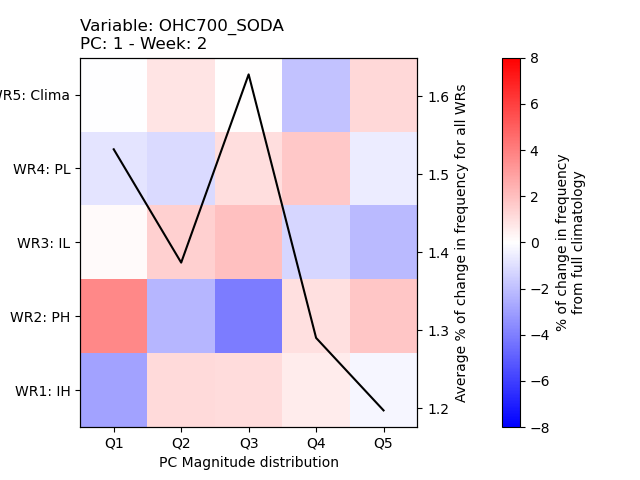 Variable: OHC700_SODA
PC: 1 - Week: 2
WR5: Clima
WR4: PL
WR3: IL
WR2: PH
WR1: IH
Q1 Q2 Q3 Q4 Q5
PC Magnitude distribution
1.6
1.5
1.4
1.3
1.2
Average % of change in frequency for all WRs
8
6
4
2
0
−2
−4
−6
−8
% of change in frequency
from full climatology